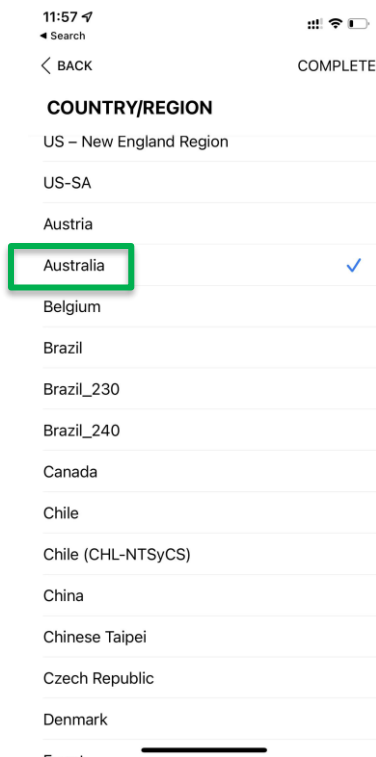 11:57
Search
BACK
COMPLETE
COUNTRY/REGION
US – New England Region
US-SA
Austria
Australia
Belgium
Brazil
Brazil_230
Brazil_240
Canada
Chile
Chile (CHL-NTSyCS)
China
Chinese Taipei
Czech Republic
Denmark